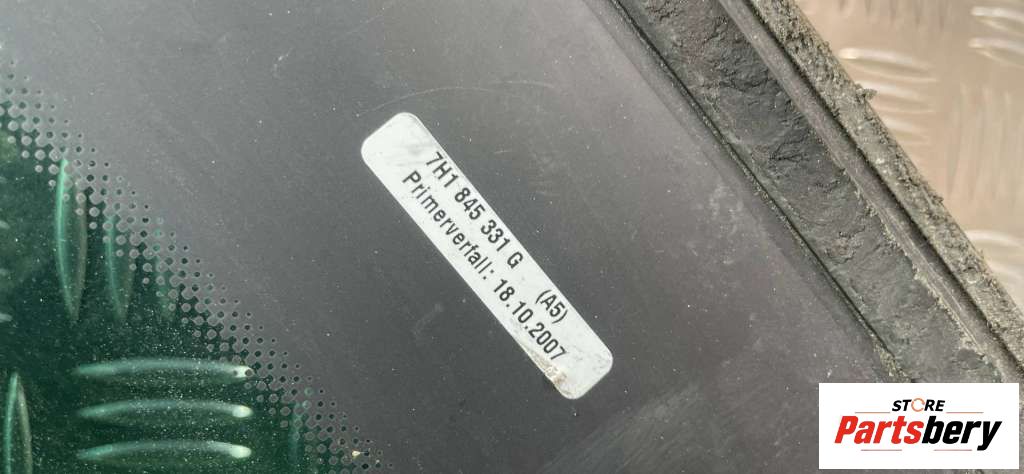 7H1 845 331 G (A5)
Primerverfall: 18.10.2007
STORE
Partsbery